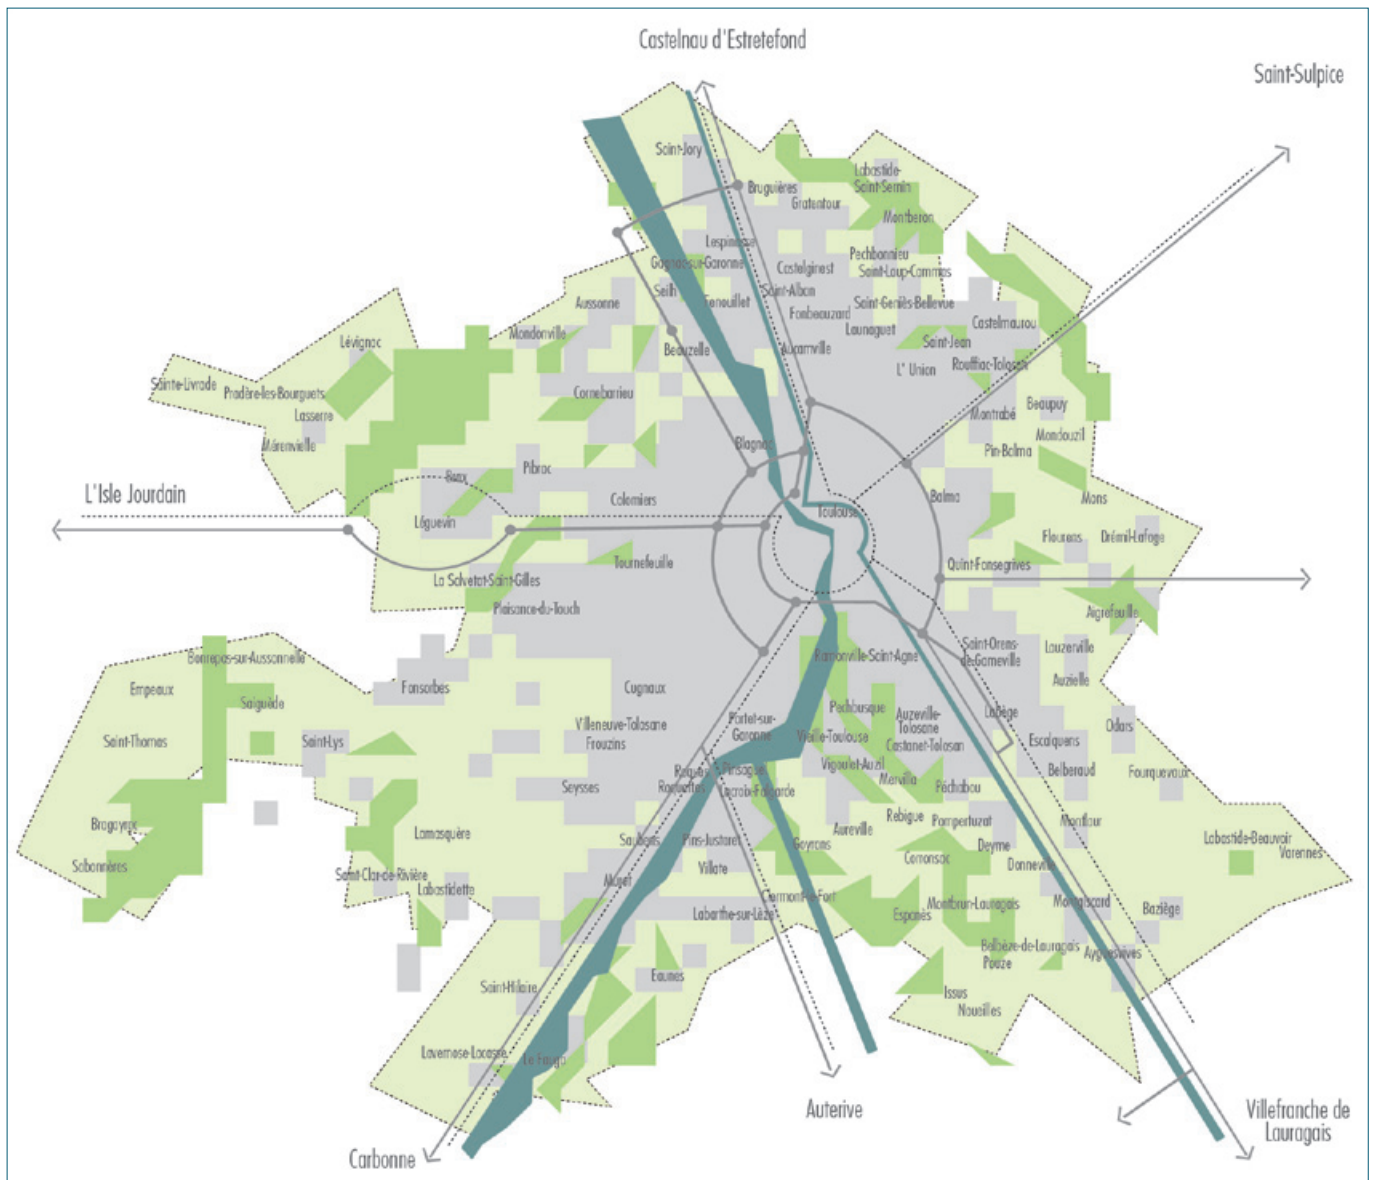 Castelnau d'Estretefond
Saint-Sulpice
Saint-Jory
Bruguières
Labastide-
Saint-Sernin
Gratentour
Montberon
Lespinasse
Pechbonnieu
Gagnac-sur-Garonne
Castelginest
Saint-Loup-Cammas
Seilh
Saint-Alban
Aussonne
Fenouillet
Saint-Geniès-Bellevue
Fonbeauzard
Castelmaurou
Launaguet
Mondonville
Saint-Jean
Lévignac
Beauzelle
Aucamville
Rouffiac-Tolosan
L' Union
Sainte-Livrade
Pradère-les-Bourguets
Cornebarrieu
Beaupuy
Lasserre
Montrabé
Mondouzil
Mérenvielle
Blagnac
Pin-Balma
Brax
Pibrac
L'Isle Jourdain
Colomiers
Balma
Mons
Toulouse
Léguevin
Flourens
Drémil-Lafage
Tournefeuille
Quint-Fonsegrives
La Salvetat-Saint-Gilles
Plaisance-du-Touch
Aigrefeuille
Saint-Orens-
de-Gameville
Lauzerville
Bonrepos-sur-Aussonnelle
Ramonville-Saint-Agne
Auzielle
Empeaux
Fonsorbes
Cugnaux
Saiguède
Pechbusque
Auzeville-
Tolosane
Labège
Portet-sur-
Garonne
Villeneuve-Tolosane
Odars
Saint-Thomas
Saint-Lys
Frouzins
Vieille-Toulouse
Castanet-Tolosan
Escalquens
Vigoulet-Auzil
Roques
Pinsaguel
Belberaud
Fourquevaux
Mervilla
Seysses
Roquettes
Lacroix-Falgarde
Péchabou
Bragayrac
Lamasquère
Rebigue
Pompertuzat
Montlaur
Aureville
Saubens
Pins-Justaret
Goyrans
Deyme
Labastide-Beauvoir
Varennes
Corronsac
Donneville
Sabonnères
Saint-Clar-de-Rivière
Villate
Muret
Labastidette
Clermont-le-Fort
Montbrun-Lauragais
Montgiscard
Baziège
Labarthe-sur-Lèze
Espanès
Belbèze-de-Lauragais
Ayguesvives
Pouze
Eaunes
Saint-Hilaire
Issus
Noueilles
Lavernose-Lacasse
Le Fauga
Auterive
Villefranche de
Lauragais
Carbonne